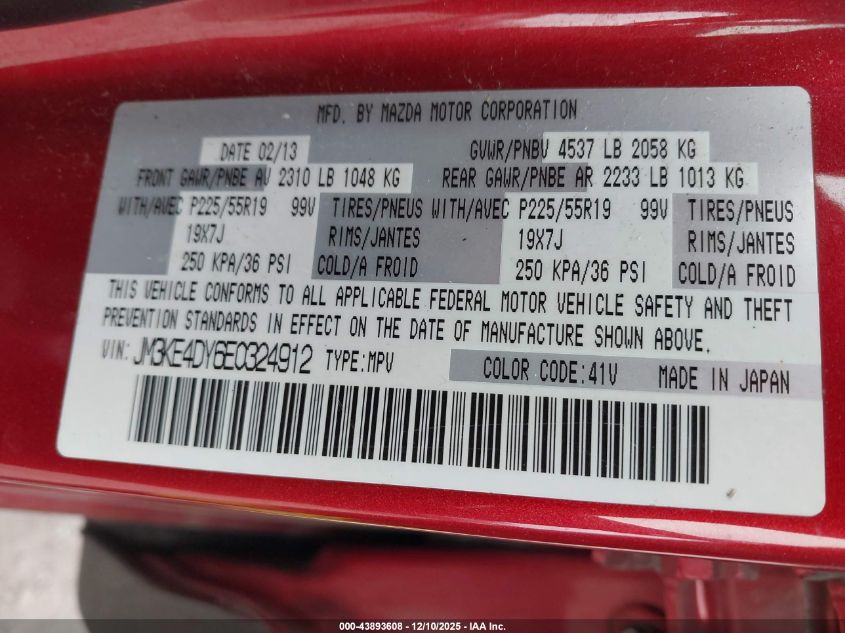 MFD. BY MAZDA MOTOR CORPORATION
DATE 02/13 GVWR/PNBV 4537 LB 2058 KG
FRONT GAWR/PNBE AV 2310 LB 1048 KG REAR GAWR/PNBE AR 2233 LB 1013 KG
WITH/AVEC P225/55R19 99V TIRES/PNEUS WITH/AVEC P225/55R19 99V TIRES/PNEUS
19X7J RIMS/JANTES 19X7J RIMS/JANTES
250 KPA/36 PSI COLD/A FROID 250 KPA/36 PSI COLD/A FROID
THIS VEHICLE CONFORMS TO ALL APPLICABLE FEDERAL MOTOR VEHICLE SAFETY AND THEFT
PREVENTION STANDARDS IN EFFECT ON THE DATE OF MANUFACTURE SHOWN ABOVE.
VIN: JM3KE4DY6E0324912 TYPE:MPV COLOR CODE:41V MADE IN JAPAN
000-43893608 - 12/10/2025 - IAA Inc.